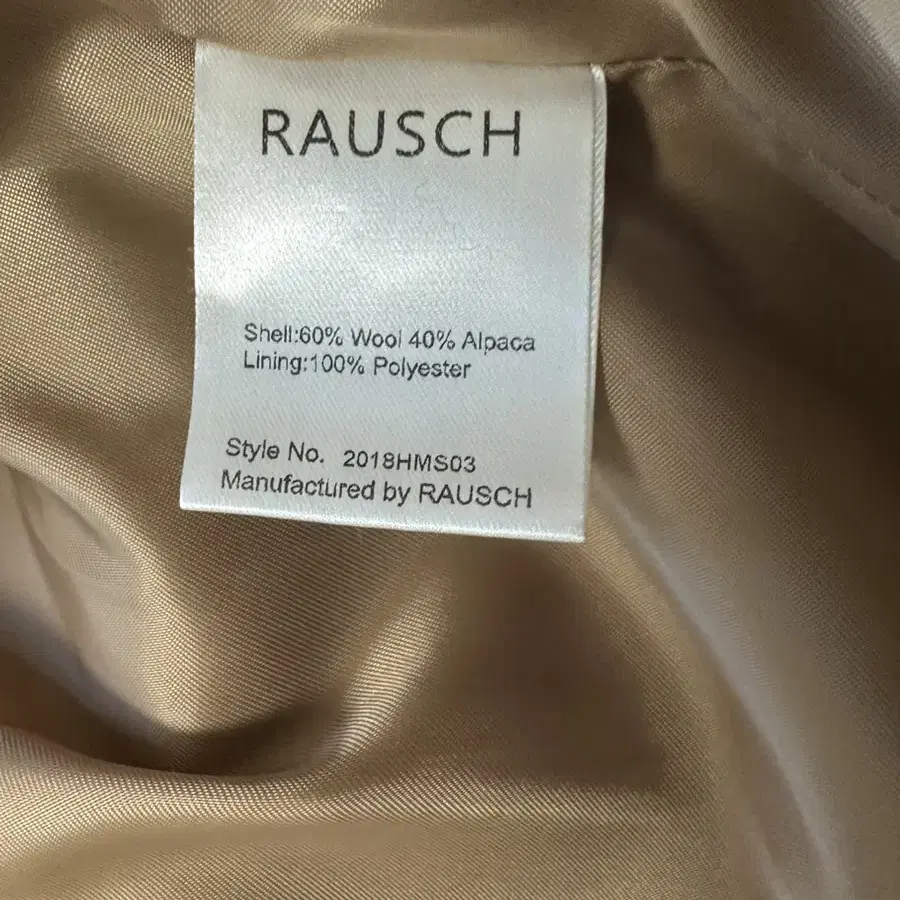 RAUSCH
Shell:60% Wool 40% Alpaca
Lining:100% Polyester
Style No. 2018HMS03
Manufactured by RAUSCH